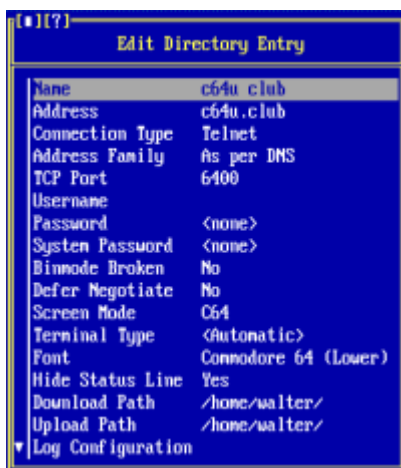 [■][?]
Edit Directory Entry
Name c64u club
Address c64u.club
Connection Type Telnet
Address Family As per DNS
TCP Port 6400
Username
Password <none>
System Password <none>
Binmode Broken No
Defer Negotiate No
Screen Mode C64
Terminal Type <Automatic>
Font Commodore 64 (Lower)
Hide Status Line Yes
Download Path /home/walter/
Upload Path /home/walter/
Log Configuration